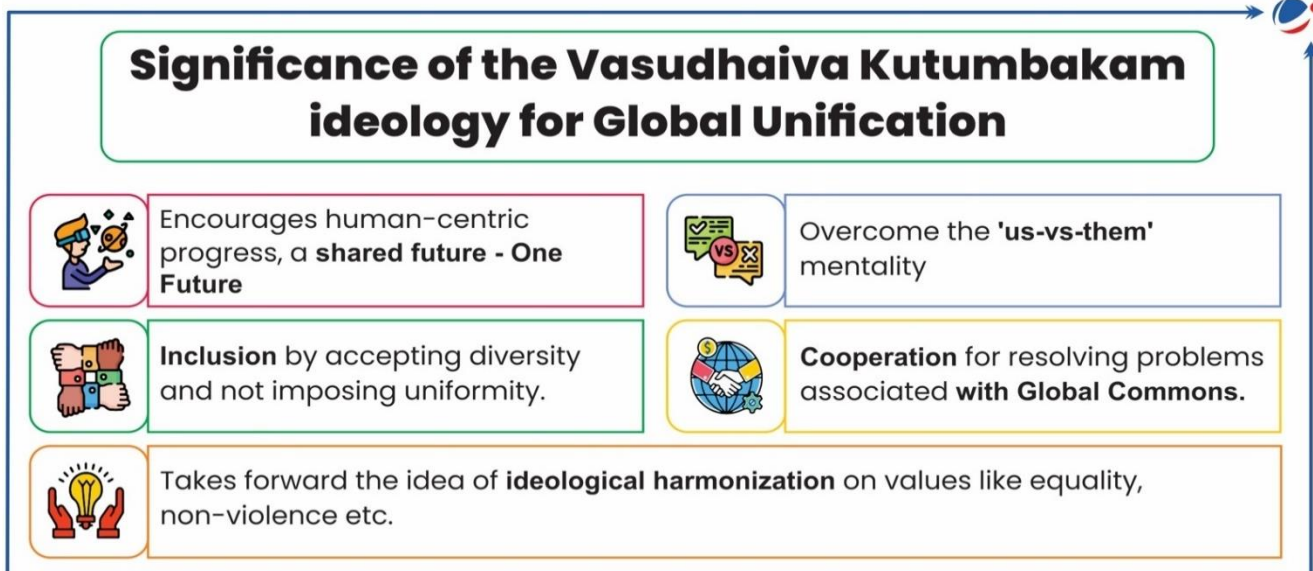 Significance of the Vasudhaiva Kutumbakam
ideology for Global Unification
Encourages human-centric
progress, a shared future - One
Future
Overcome the 'us-vs-them'
mentality
Inclusion by accepting diversity
and not imposing uniformity.
Cooperation for resolving problems
associated with Global Commons.
Takes forward the idea of ideological harmonization on values like equality,
non-violence etc.